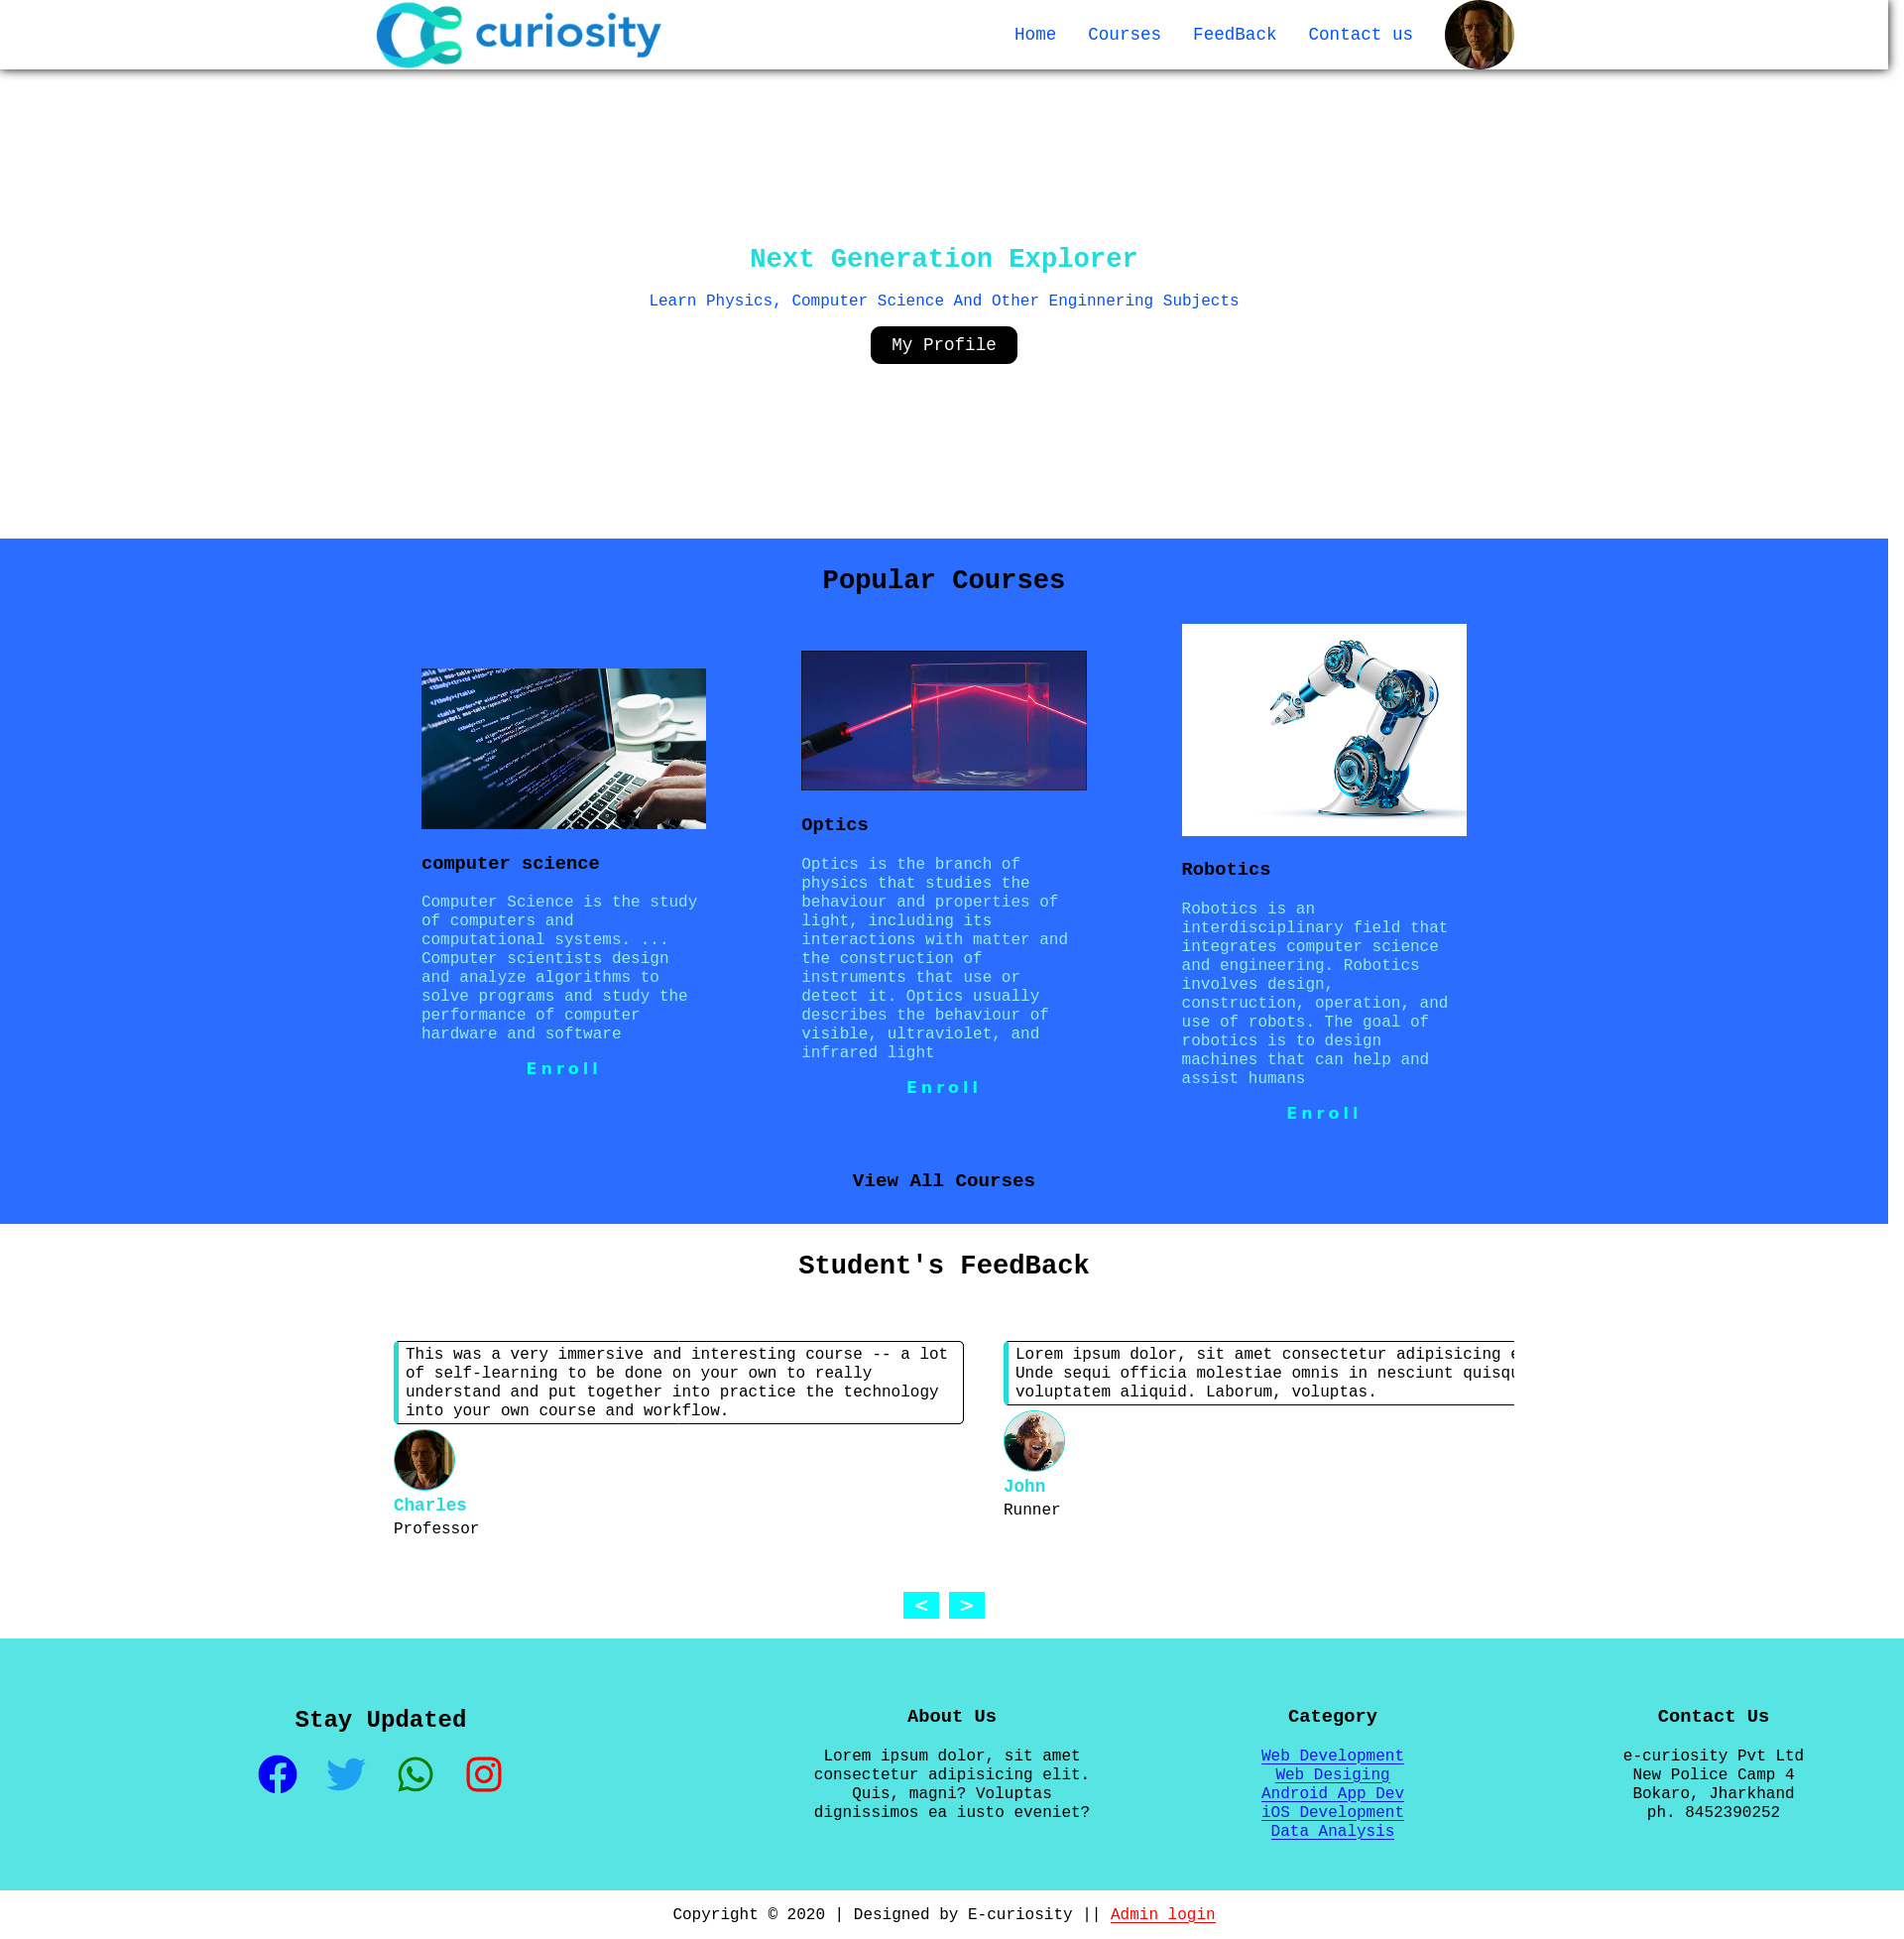 curiosity
Home Courses FeedBack Contact us
Next Generation Explorer
Learn Physics, Computer Science And Other Enginnering Subjects
My Profile
Popular Courses
computer science
Computer Science is the study
of computers and
computational systems. ...
Computer scientists design
and analyze algorithms to
solve programs and study the
performance of computer
hardware and software
Enroll
Optics
Optics is the branch of
physics that studies the
behaviour and properties of
light, including its
interactions with matter and
the construction of
instruments that use or
detect it. Optics usually
describes the behaviour of
visible, ultraviolet, and
infrared light
Enroll
Robotics
Robotics is an
interdisciplinary field that
integrates computer science
and engineering. Robotics
involves design,
construction, operation, and
use of robots. The goal of
robotics is to design
machines that can help and
assist humans
Enroll
View All Courses
Student's FeedBack
This was a very immersive and interesting course -- a lot
of self-learning to be done on your own to really
understand and put together into practice the technology
into your own course and workflow.
Charles
Professor
Lorem ipsum dolor, sit amet consectetur adipisicing
Unde sequi officia molestiae omnis in nesciunt
voluptatem aliquid. Laborum, voluptas.
John
Runner
< >
Stay Updated
About Us
Lorem ipsum dolor, sit amet
consectetur adipisicing elit.
Quis, magni? Voluptas
dignissimos ea iusto eveniet?
Category
Web Development
Web Desiging
Android App Dev
iOS Development
Data Analysis
Contact Us
e-curiosity Pvt Ltd
New Police Camp 4
Bokaro, Jharkhand
ph. 8452390252
Copyright © 2020 | Designed by E-curiosity || Admin login